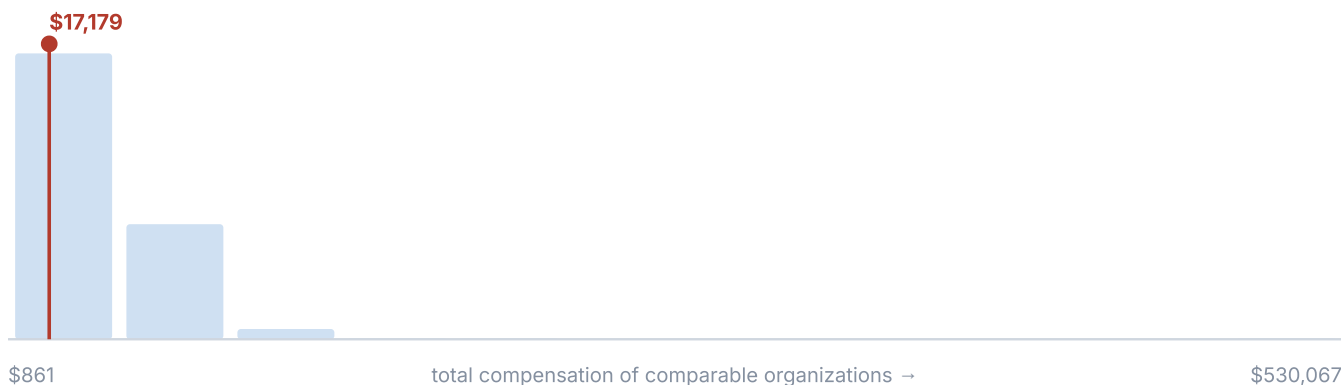 $17,179
$861
total compensation of comparable organizations →
$530,067